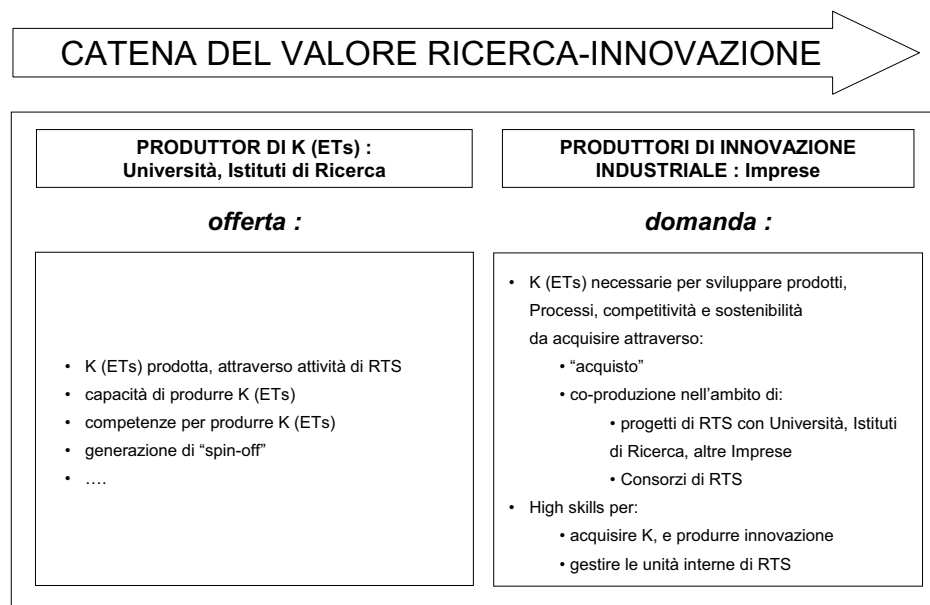 CATENA DEL VALORE RICERCA-INNOVAZIONE
PRODUTTOR DI K (ETs) :
Università, Istituti di Ricerca
offerta :
• K (ETs) prodotta, attraverso attività di RTS
• capacità di produrre K (ETs)
• competenze per produrre K (ETs)
• generazione di “spin-off”
• ….
PRODUTTORI DI INNOVAZIONE
INDUSTRIALE : Imprese
domanda :
• K (ETs) necessarie per sviluppare prodotti,
Processi, competitività e sostenibilità
da acquisire attraverso:
• “acquisto”
• co-produzione nell’ambito di:
• progetti di RTS con Università, Istituti
di Ricerca, altre Imprese
• Consorzi di RTS
• High skills per:
• acquisire K, e produrre innovazione
• gestire le unità interne di RTS